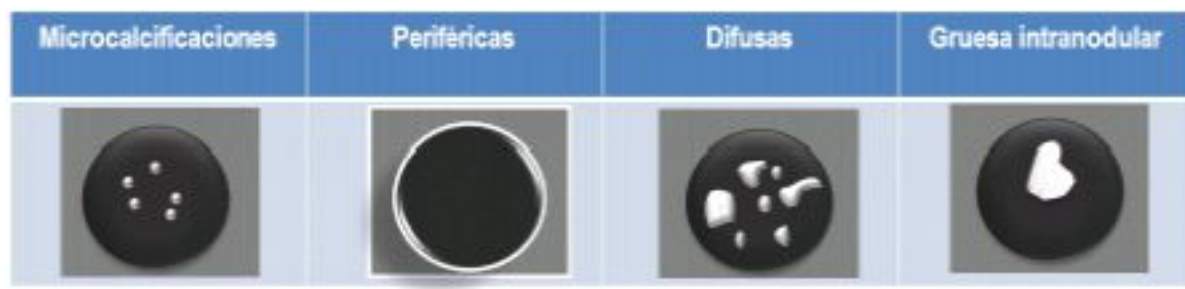 Microcalcificaciones
Periféricas
Difusas
Gruesa intranodular